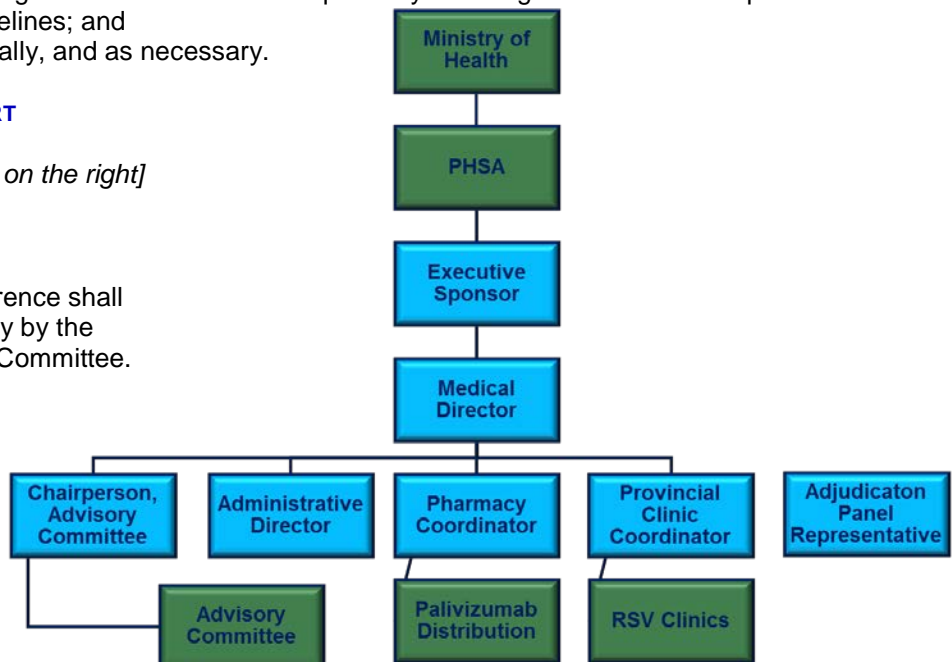 elines; and
ally, and as necessary.
RT
on the right]
rence shall
y by the
Committee.
Ministry of
Health
PHSA
Executive
Sponsor
Medical
Director
Chairperson,
Advisory
Committee
Administrative
Director
Pharmacy
Coordinator
Provincial
Clinic
Coordinator
Adjudicaton
Panel
Representative
Advisory
Committee
Palivizumab
Distribution
RSV Clinics